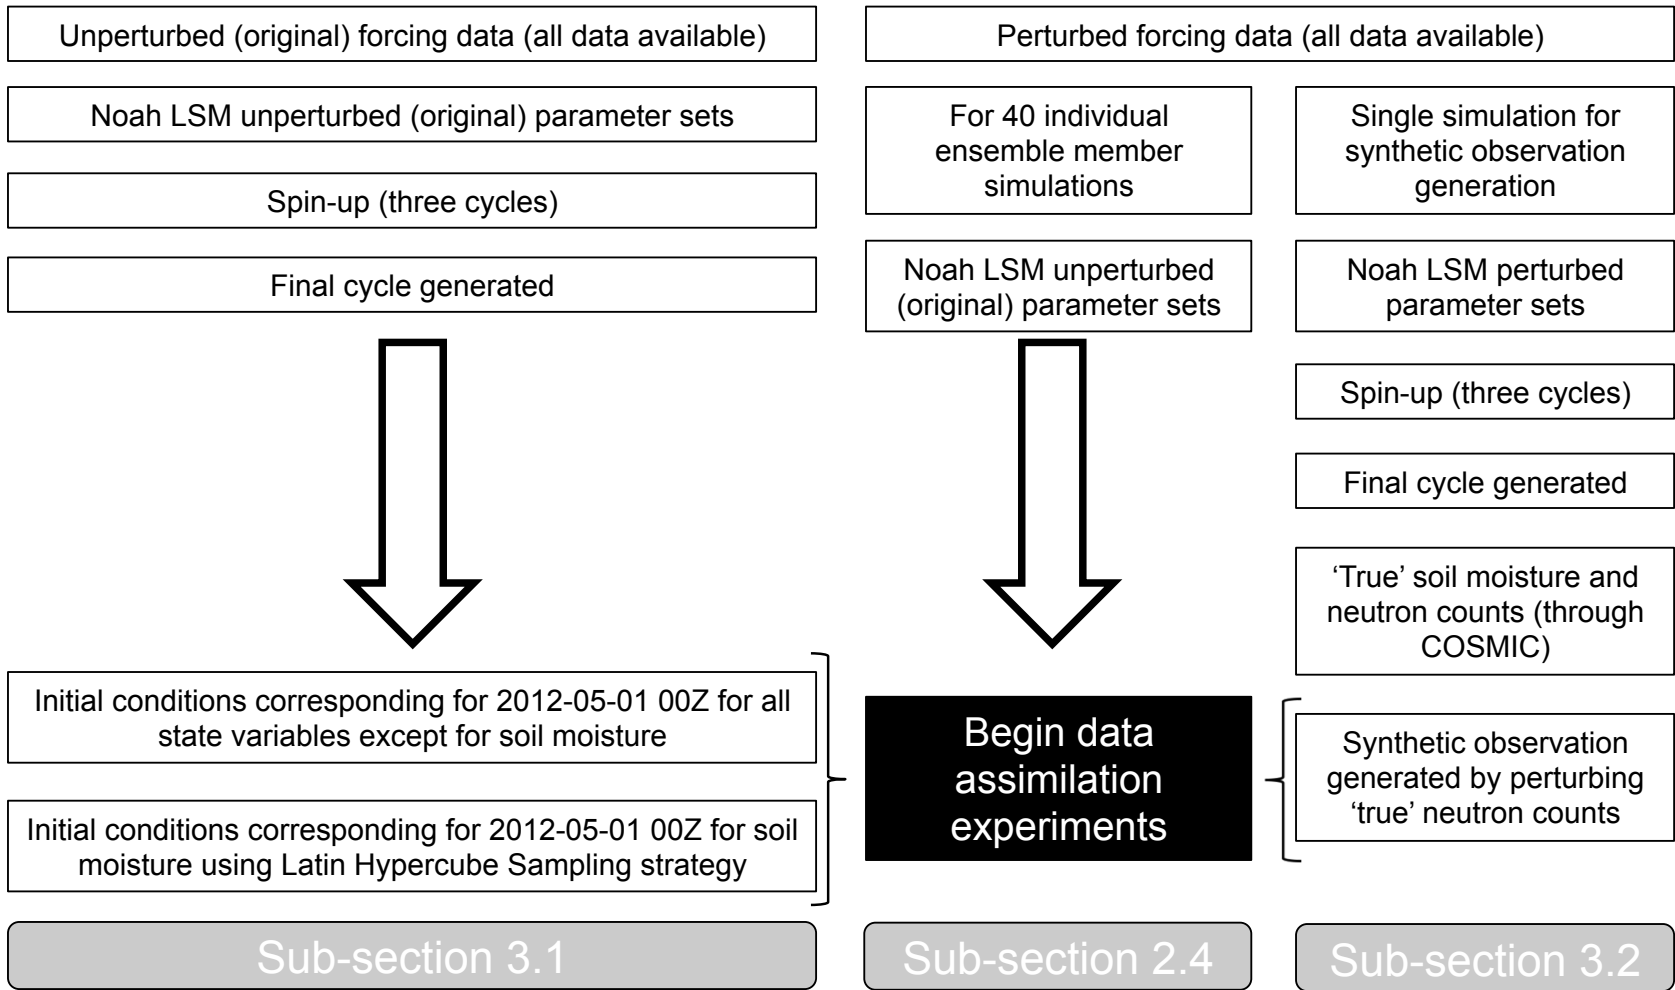 Unperturbed (original) forcing data (all data available)
Noah LSM unperturbed (original) parameter sets
Spin-up (three cycles)
Final cycle generated
Initial conditions corresponding for 2012-05-01 00Z for all
state variables except for soil moisture
Initial conditions corresponding for 2012-05-01 00Z for soil
moisture using Latin Hypercube Sampling strategy
Sub-section 3.1
Perturbed forcing data (all data available)
For 40 individual
ensemble member
simulations
Noah LSM unperturbed
(original) parameter sets
Begin data
assimilation
experiments
Sub-section 2.4
Single simulation for
synthetic observation
generation
Noah LSM perturbed
parameter sets
Spin-up (three cycles)
Final cycle generated
‘True’ soil moisture and
neutron counts (through
COSMIC)
Synthetic observation
generated by perturbing
‘true’ neutron counts
Sub-section 3.2